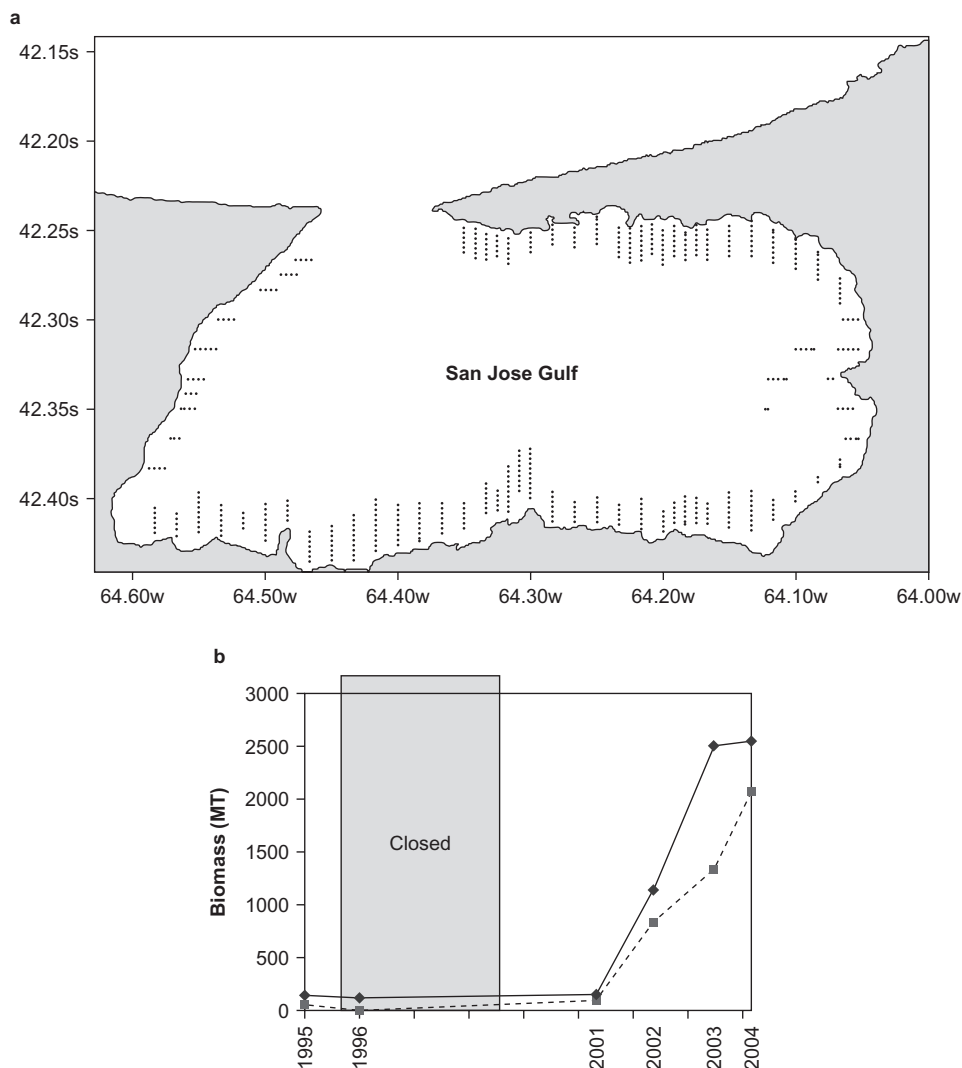 a
42.15s
42.20s
42.25s
42.30s
42.35s
42.40s
San Jose Gulf
64.60w 64.50w 64.40w 64.30w 64.20w 64.10w 64.00w
b
Biomass (MT)
3000
2500
2000
1500
1000
500
0
Closed
1995 1996 2001 2002 2003 2004